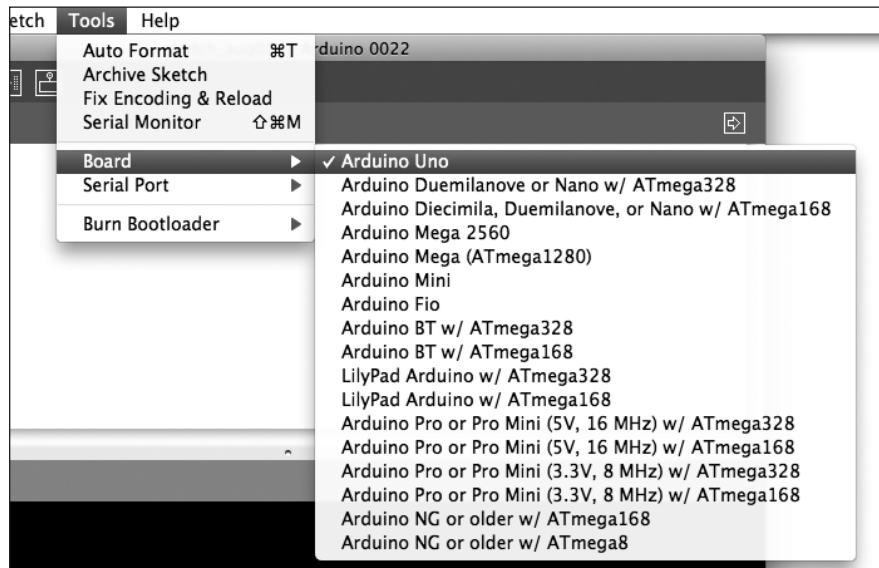 etch Tools Help
Auto Format ⌘T
rduino 0022
Archive Sketch
Fix Encoding & Reload
Serial Monitor ⇧⌘M
Board
Serial Port
Burn Bootloader
✓ Arduino Uno
Arduino Duemilanove or Nano w/ ATmega328
Arduino Diecimila, Duemilanove, or Nano w/ ATmega168
Arduino Mega 2560
Arduino Mega (ATmega1280)
Arduino Mini
Arduino Fio
Arduino BT w/ ATmega328
Arduino BT w/ ATmega168
LilyPad Arduino w/ ATmega328
LilyPad Arduino w/ ATmega168
Arduino Pro or Pro Mini (5V, 16 MHz) w/ ATmega328
Arduino Pro or Pro Mini (5V, 16 MHz) w/ ATmega168
Arduino Pro or Pro Mini (3.3V, 8 MHz) w/ ATmega328
Arduino Pro or Pro Mini (3.3V, 8 MHz) w/ ATmega168
Arduino NG or older w/ ATmega168
Arduino NG or older w/ ATmega8